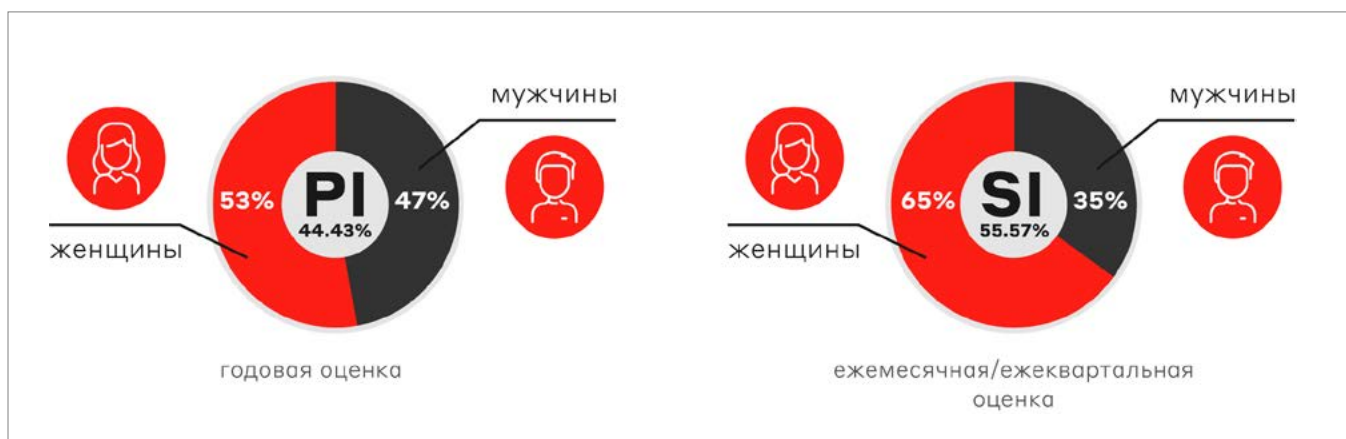 мужчины
53%
PI
44.43%
47%
женщины
годовая оценка
мужчины
65%
SI
55.57%
35%
женщины
ежемесячная/ежеквартальная
оценка